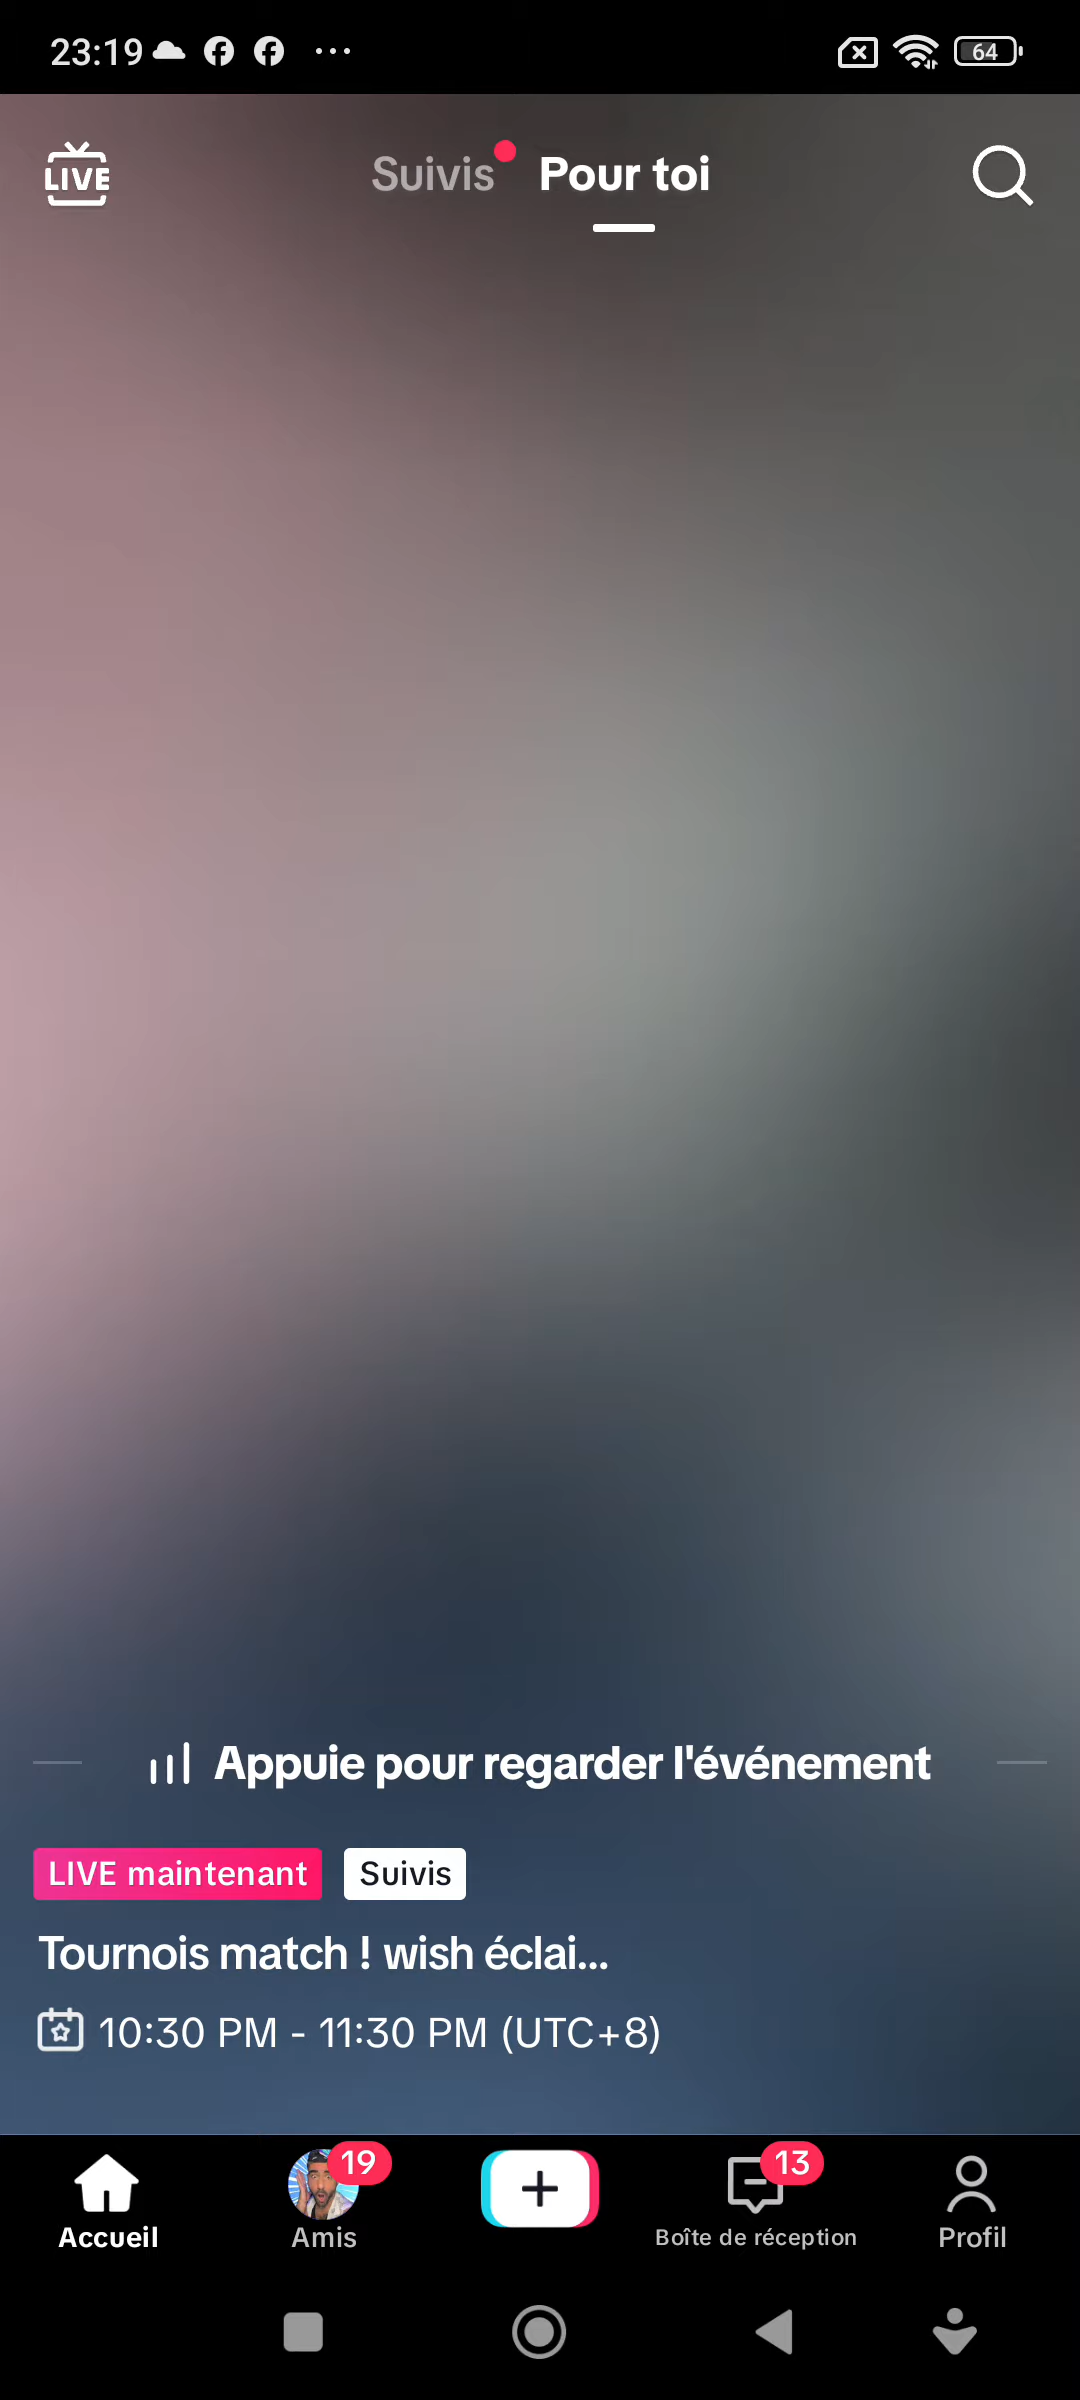 23:19
64
LIVE
Suivis
Pour toi
Appuie pour regarder l'événement
LIVE maintenant
Suivis
Tournois match ! wish éclai...
10:30 PM - 11:30 PM (UTC+8)
19
13
Accueil
Amis
Boîte de réception
Profil